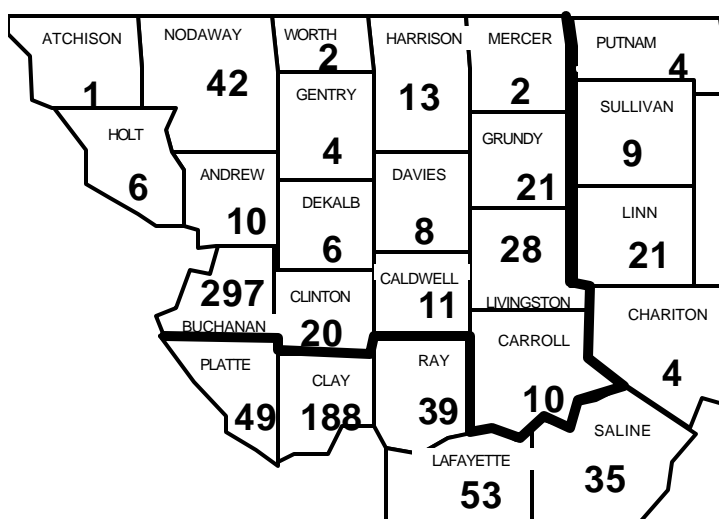 ATCHISON
1
NODAWAY
42
WORTH
2
HARRISON
13
MERCER
2
PUTNAM
4
GENTRY
4
SULLIVAN
9
HOLT
6
GRUNDY
21
ANDREW
10
DAVIES
8
DEKALB
6
LINN
21
28
LIVINGSTON
297
BUCHANAN
CLINTON
20
CALDWELL
11
CHARITON
4
PLATTE
49
CLAY
188
RAY
39
CARROLL
10
SALINE
35
LAFAYETTE
53